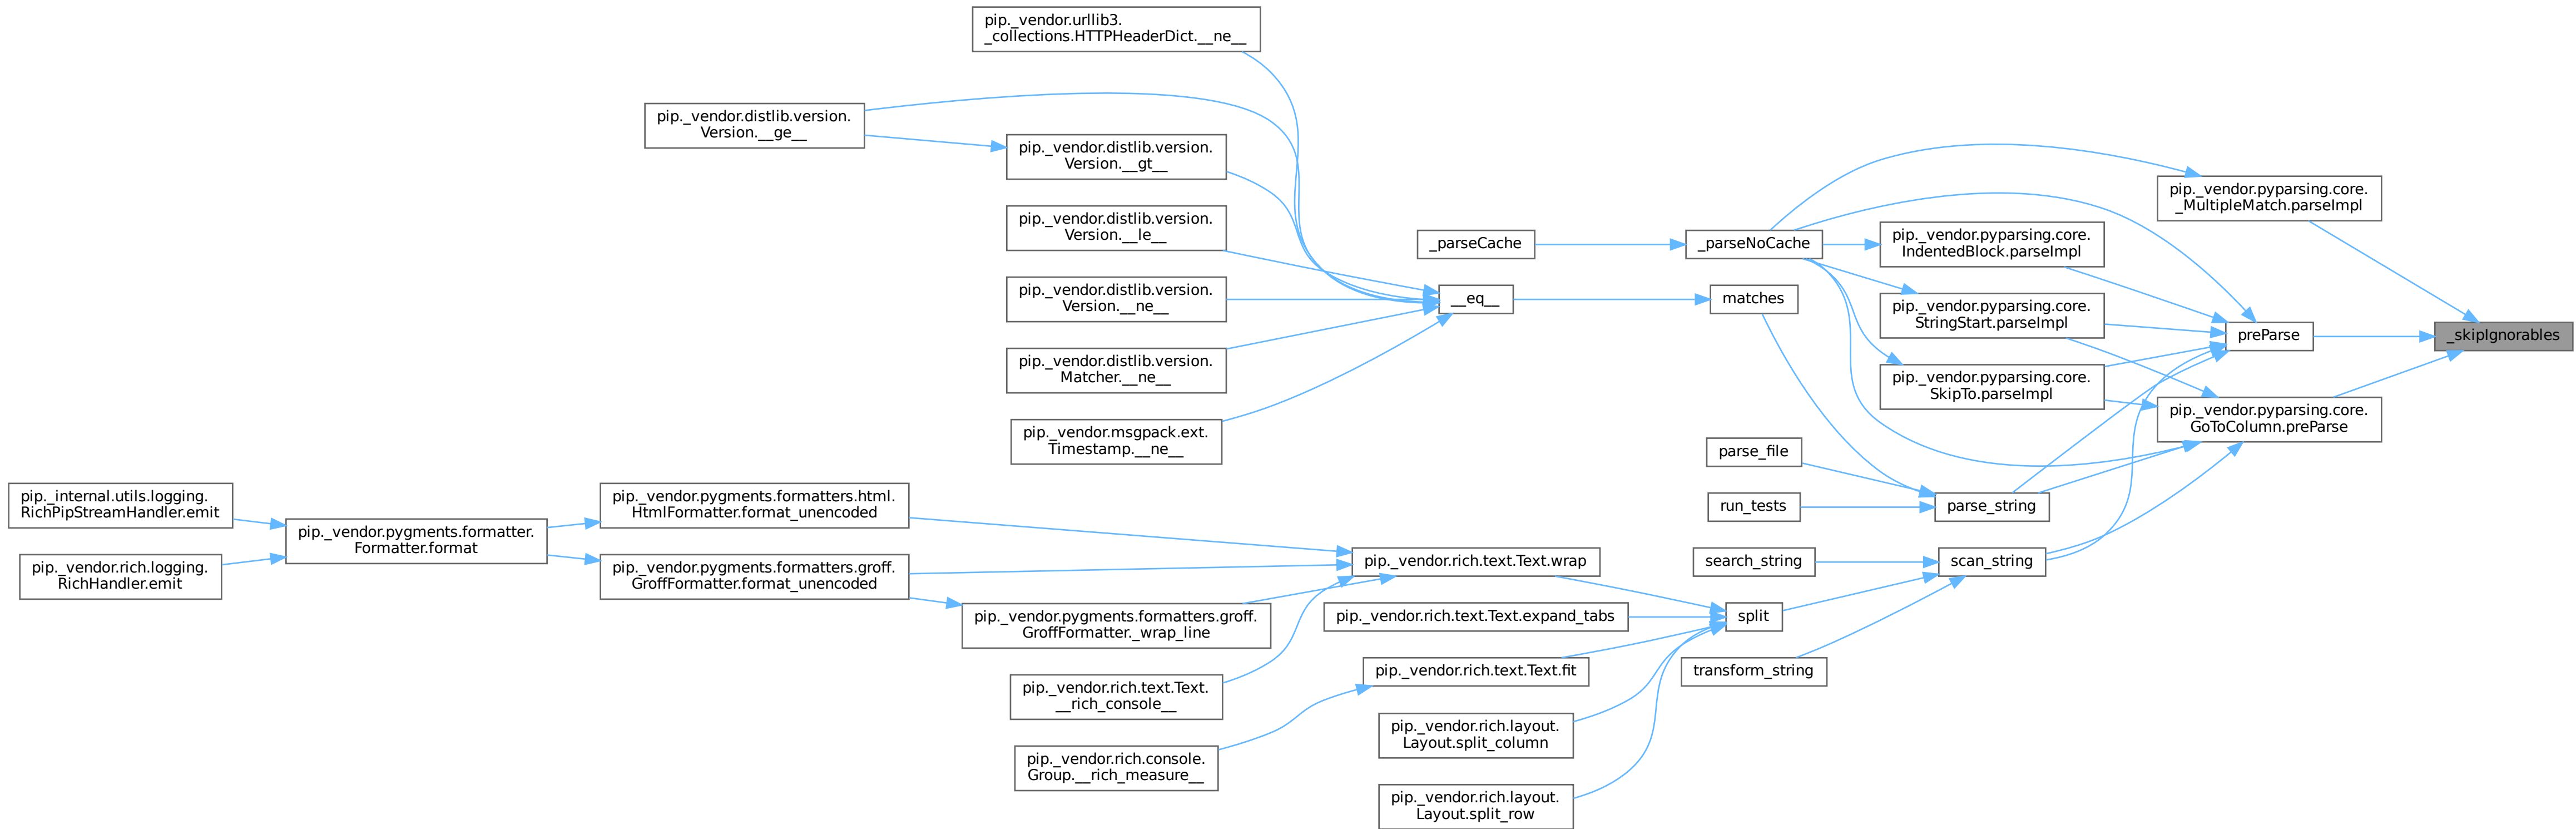 pip._vendor.urllib3.
_collections.HTTPHeaderDict.__ne__
pip._vendor.distlib.version.
Version.__ge__
pip._vendor.distlib.version.
Version.__gt__
pip._vendor.distlib.version.
Version.__le__
pip._vendor.distlib.version.
Version.__ne__
pip._vendor.distlib.version.
Matcher.__ne__
pip._vendor.msgpack.ext.
Timestamp.__ne__
_parseCache
__eq__
_parseNoCache
matches
pip._vendor.pyparsing.core.
_MultipleMatch.parseImpl
pip._vendor.pyparsing.core.
IndentedBlock.parseImpl
pip._vendor.pyparsing.core.
StringStart.parseImpl
pip._vendor.pyparsing.core.
SkipTo.parseImpl
preParse
_skipIgnorables
pip._vendor.pyparsing.core.
GoToColumn.preParse
parse_file
run_tests
parse_string
search_string
scan_string
split
transform_string
pip._internal.utils.logging.
RichPipStreamHandler.emit
pip._vendor.rich.logging.
RichHandler.emit
pip._vendor.pygments.formatter.
Formatter.format
pip._vendor.pygments.formatters.html.
HtmlFormatter.format_unencoded
pip._vendor.pygments.formatters.groff.
GroffFormatter.format_unencoded
pip._vendor.pygments.formatters.groff.
GroffFormatter._wrap_line
pip._vendor.rich.text.Text.
__rich_console__
pip._vendor.rich.console.
Group.__rich_measure__
pip._vendor.rich.text.Text.wrap
pip._vendor.rich.text.Text.expand_tabs
pip._vendor.rich.text.Text.fit
pip._vendor.rich.layout.
Layout.split_column
pip._vendor.rich.layout.
Layout.split_row